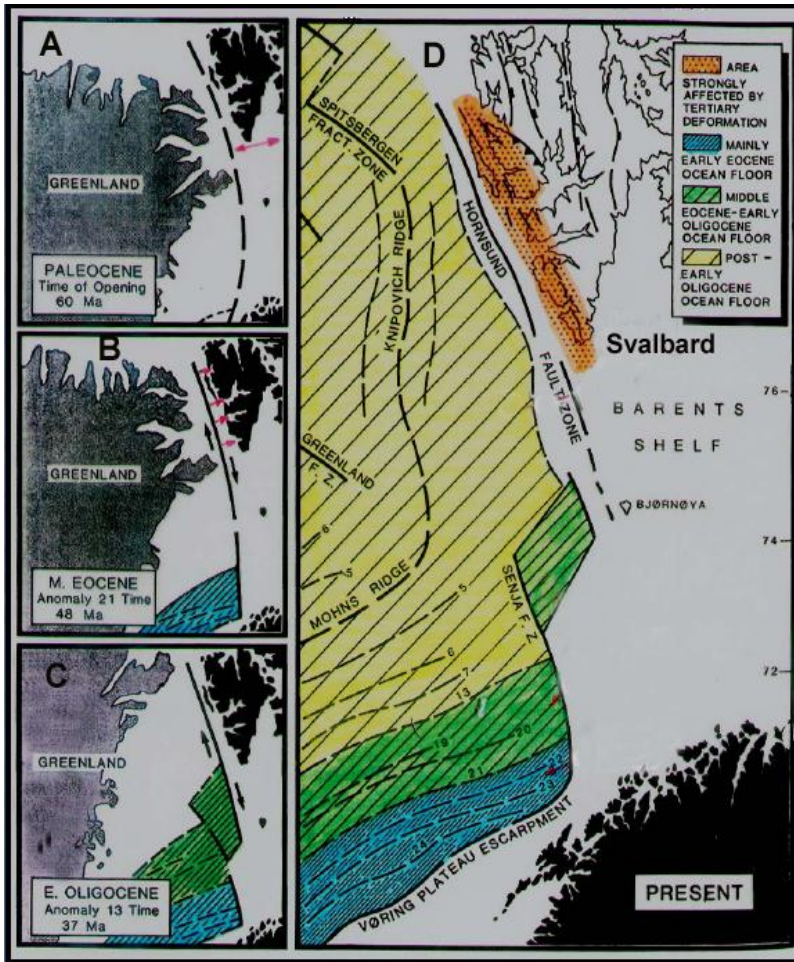 A
GREENLAND
PALEOCENE
Time of Opening
60 Ma
B
GREENLAND
M. EOCENE
Anomaly 21 Time
48 Ma
C
GREENLAND
E. OLIGOCENE
Anomaly 13 Time
37 Ma
D
SPITSBERGEN
FRACT. ZONE
KNIPOVICH RIDGE
HORNSUND
FAULT ZONE
GREENLAND
F. Z.
MOHNS RIDGE
SENJA F. Z.
6
5
5
6
7
13
19
20
21
22
23
24
VØRING PLATEAU ESCARPMENT
AREA
STRONGLY
AFFECTED BY
TERTIARY
DEFORMATION
MAINLY
EARLY EOCENE
OCEAN FLOOR
MIDDLE
EOCENE-EARLY
OLIGOCENE
OCEAN FLOOR
POST -
EARLY
OLIGOCENE
OCEAN FLOOR
Svalbard
76
BARENTS
SHELF
BJØRNØYA
74
72
PRESENT